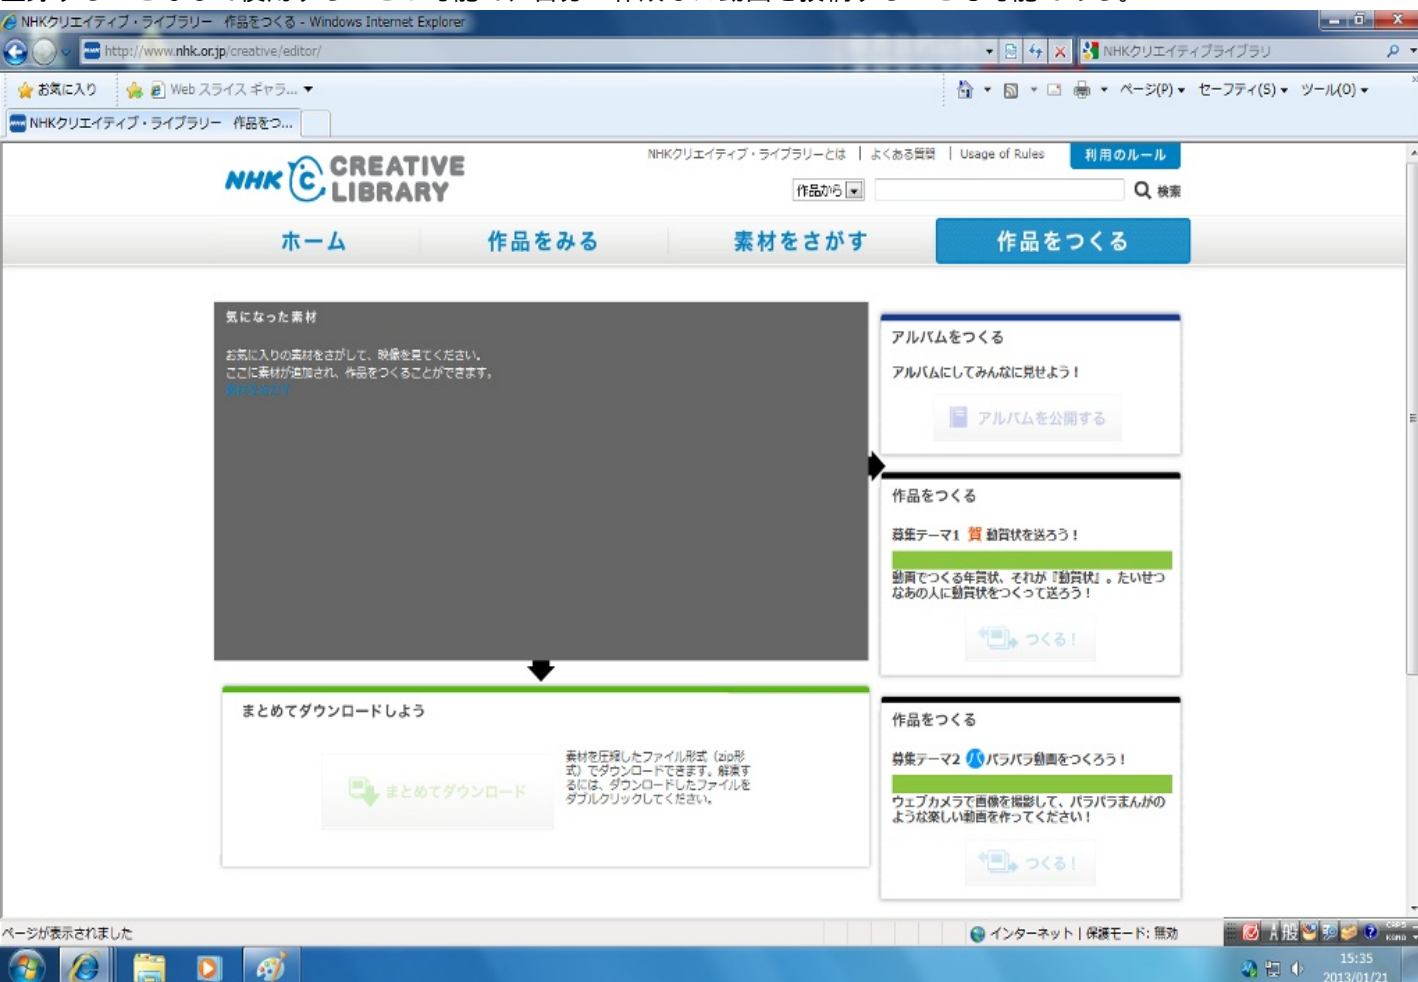 NHKクリエイティブ・ライブラリー 作品をつくる - Windows Internet Explorer
http://www.nhk.or.jp/creative/editor/
NHKクリエイティブライブラリ
お気に入り
Web スライス ギャラ...
ページ(P)
セーフティ(S)
ツール(O)
NHKクリエイティブ・ライブラリー 作品をつ...
NHK CREATIVE LIBRARY
NHKクリエイティブ・ライブラリーとは | よくある質問 | Usage of Rules
利用のルール
作品から
検索
ホーム
作品をみる
素材をさがす
作品をつくる
気になった素材
お気に入りの素材をさがして、映像を見てください。
ここに素材が追加され、作品をつくることができます。
素材をさがす
アルバムをつくる
アルバムにしてみんなに見せよう！
アルバムを公開する
作品をつくる
募集テーマ1 賀 動賀状を送ろう！
動画でつくる年賀状、それが『動賀状』。たいせつ
なあの人に動賀状をつくって送ろう！
つくる！
まとめてダウンロードしよう
まとめてダウンロード
素材を圧縮したファイル形式（zip形
式）でダウンロードできます。解凍す
るには、ダウンロードしたファイルを
ダブルクリックしてください。
作品をつくる
募集テーマ2 パ パラパラ動画をつくろう！
ウェブカメラで画像を撮影して、パラパラまんがの
ような楽しい動画を作ってください！
つくる！
ページが表示されました
インターネット | 保護モード: 無効
A 般
CAPS
KANA
15:35
2013/01/21